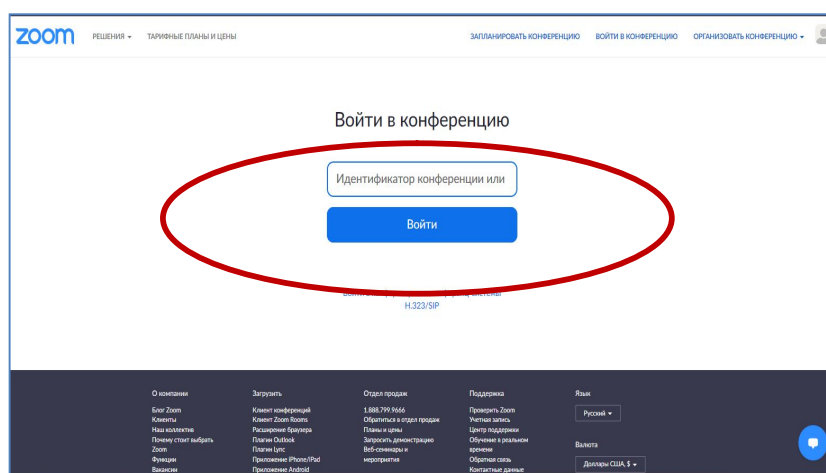 zoom РЕШЕНИЯ ТАРИФНЫЕ ПЛАНЫ И ЦЕНЫ ЗАПЛАНИРОВАТЬ КОНФЕРЕНЦИЮ ВОЙТИ В КОНФЕРЕНЦИЮ ОРГАНИЗОВАТЬ КОНФЕРЕНЦИЮ
Войти в конференцию
Идентификатор конференции или
Войти
H.323/SIP
О компании
Блог Zoom
Клиенты
Наш коллектив
Почему стоит выбрать
Zoom
Функции
Вакансии
Загрузить
Клиент конференций
Клиент Zoom Rooms
Расширение браузера
Плагин Outlook
Плагин Lync
Приложение iPhone/iPad
Приложение Android
Отдел продаж
1.888.799.9666
Обратиться в отдел продаж
Планы и цены
Запросить демонстрацию
Веб-семинары и
мероприятия
Поддержка
Проверить Zoom
Учетная запись
Центр поддержки
Обучение в реальном
времени
Обратная связь
Контактные данные
Язык
Русский
Валюта
Доллары США, $